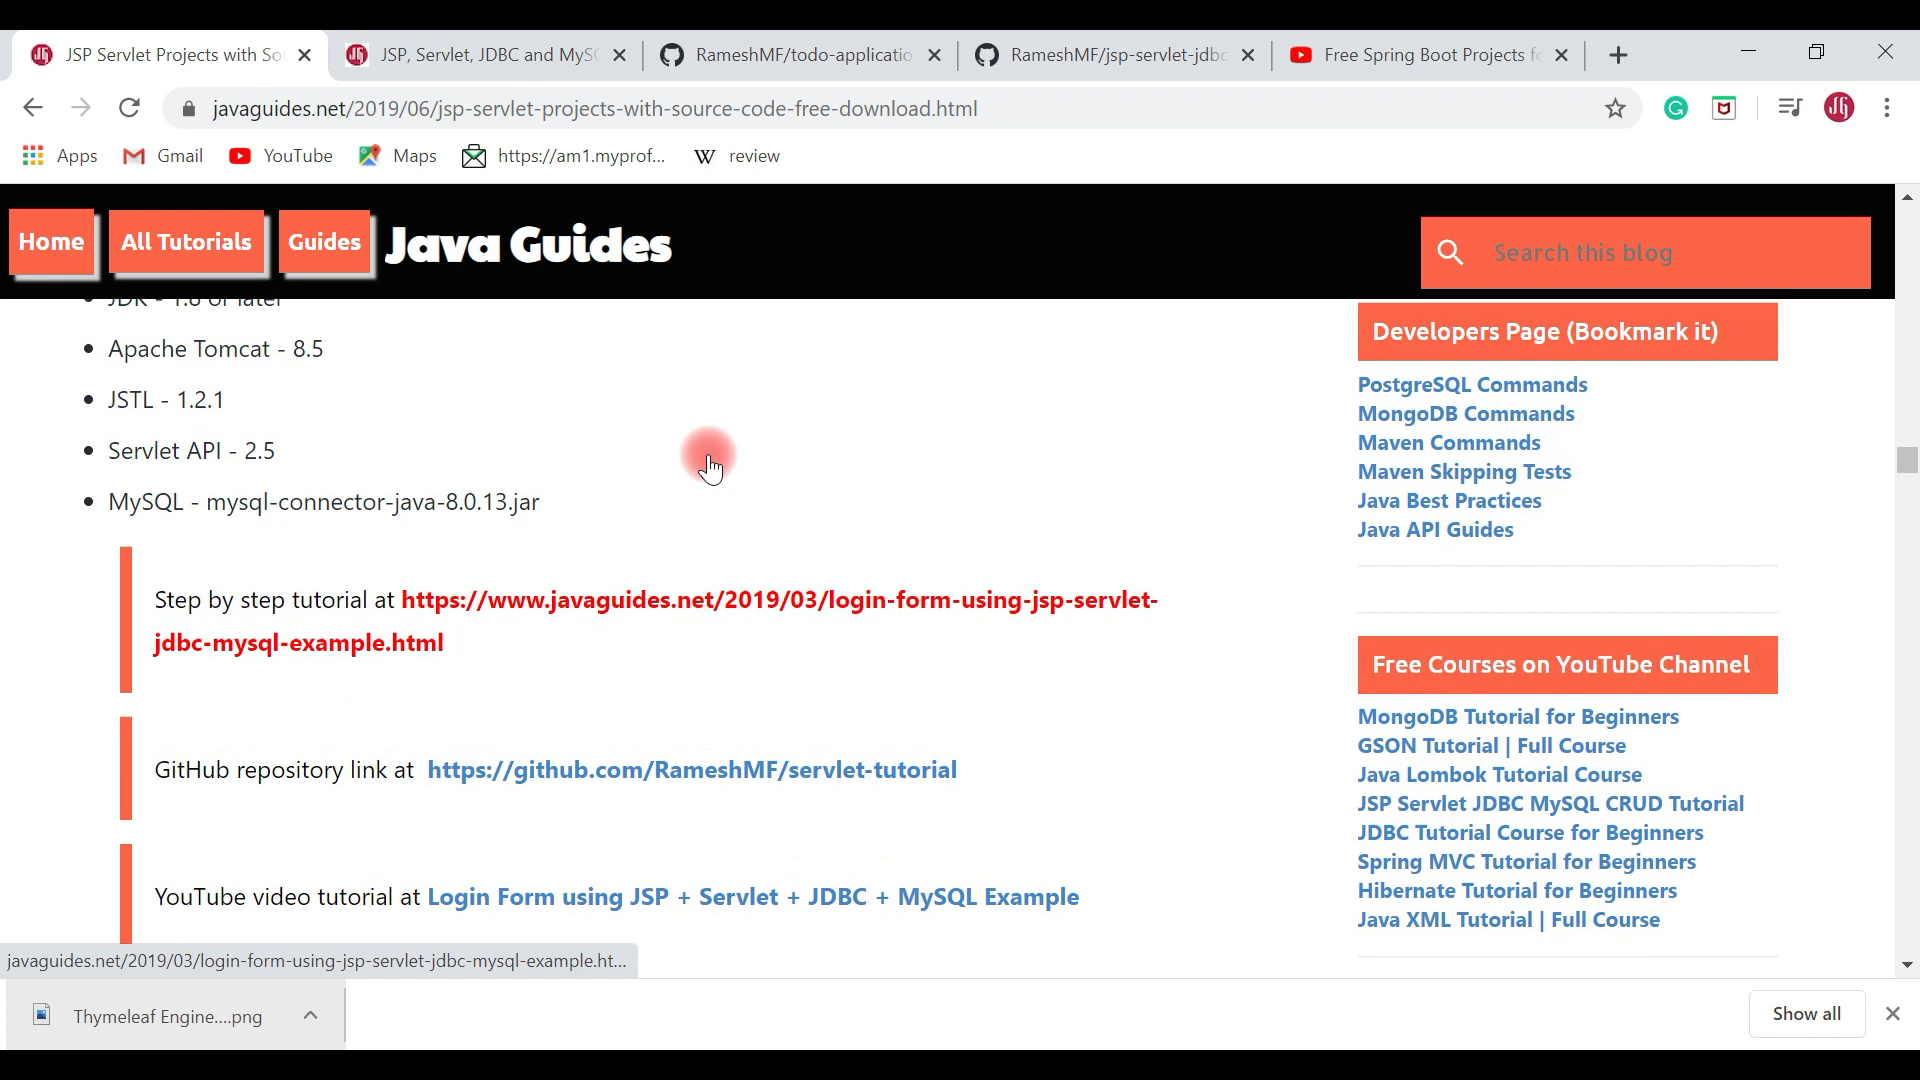 JSP Servlet Projects with So
JSP, Servlet, JDBC and MySC
RameshMF/todo-applicatio
RameshMF/jsp-servlet-jdbc
Free Spring Boot Projects fo
javaguides.net/2019/06/jsp-servlet-projects-with-source-code-free-download.html
Apps
Gmail
YouTube
Maps
https://am1.myprof...
W review
Home
All Tutorials
Guides
Java Guides
Search this blog
JDK - 1.8 or later
Apache Tomcat - 8.5
JSTL - 1.2.1
Servlet API - 2.5
MySQL - mysql-connector-java-8.0.13.jar
Step by step tutorial at https://www.javaguides.net/2019/03/login-form-using-jsp-servlet-
jdbc-mysql-example.html
GitHub repository link at https://github.com/RameshMF/servlet-tutorial
YouTube video tutorial at Login Form using JSP + Servlet + JDBC + MySQL Example
Developers Page (Bookmark it)
PostgreSQL Commands
MongoDB Commands
Maven Commands
Maven Skipping Tests
Java Best Practices
Java API Guides
Free Courses on YouTube Channel
MongoDB Tutorial for Beginners
GSON Tutorial | Full Course
Java Lombok Tutorial Course
JSP Servlet JDBC MySQL CRUD Tutorial
JDBC Tutorial Course for Beginners
Spring MVC Tutorial for Beginners
Hibernate Tutorial for Beginners
Java XML Tutorial | Full Course
javaguides.net/2019/03/login-form-using-jsp-servlet-jdbc-mysql-example.ht...
Thymeleaf Engine....png
Show all